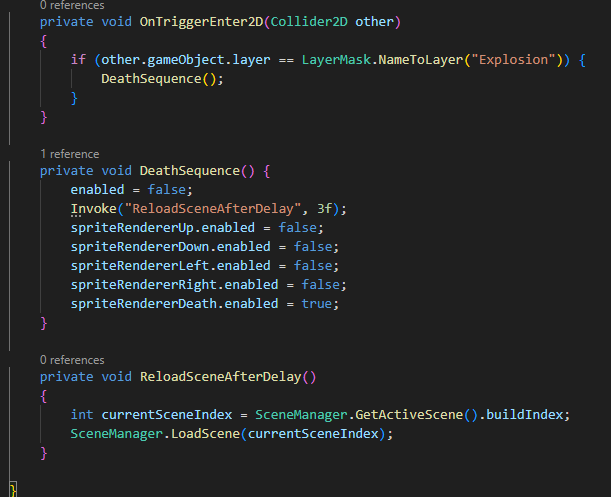 0 references
private void OnTriggerEnter2D(Collider2D other)
{
if (other.gameObject.layer == LayerMask.NameToLayer("Explosion")) {
DeathSequence();
}
}
1 reference
private void DeathSequence() {
enabled = false;
Invoke("ReloadSceneAfterDelay", 3f);
spriteRendererUp.enabled = false;
spriteRendererDown.enabled = false;
spriteRendererLeft.enabled = false;
spriteRendererRight.enabled = false;
spriteRendererDeath.enabled = true;
}
0 references
private void ReloadSceneAfterDelay()
{
int currentSceneIndex = SceneManager.GetActiveScene().buildIndex;
SceneManager.LoadScene(currentSceneIndex);
}
}